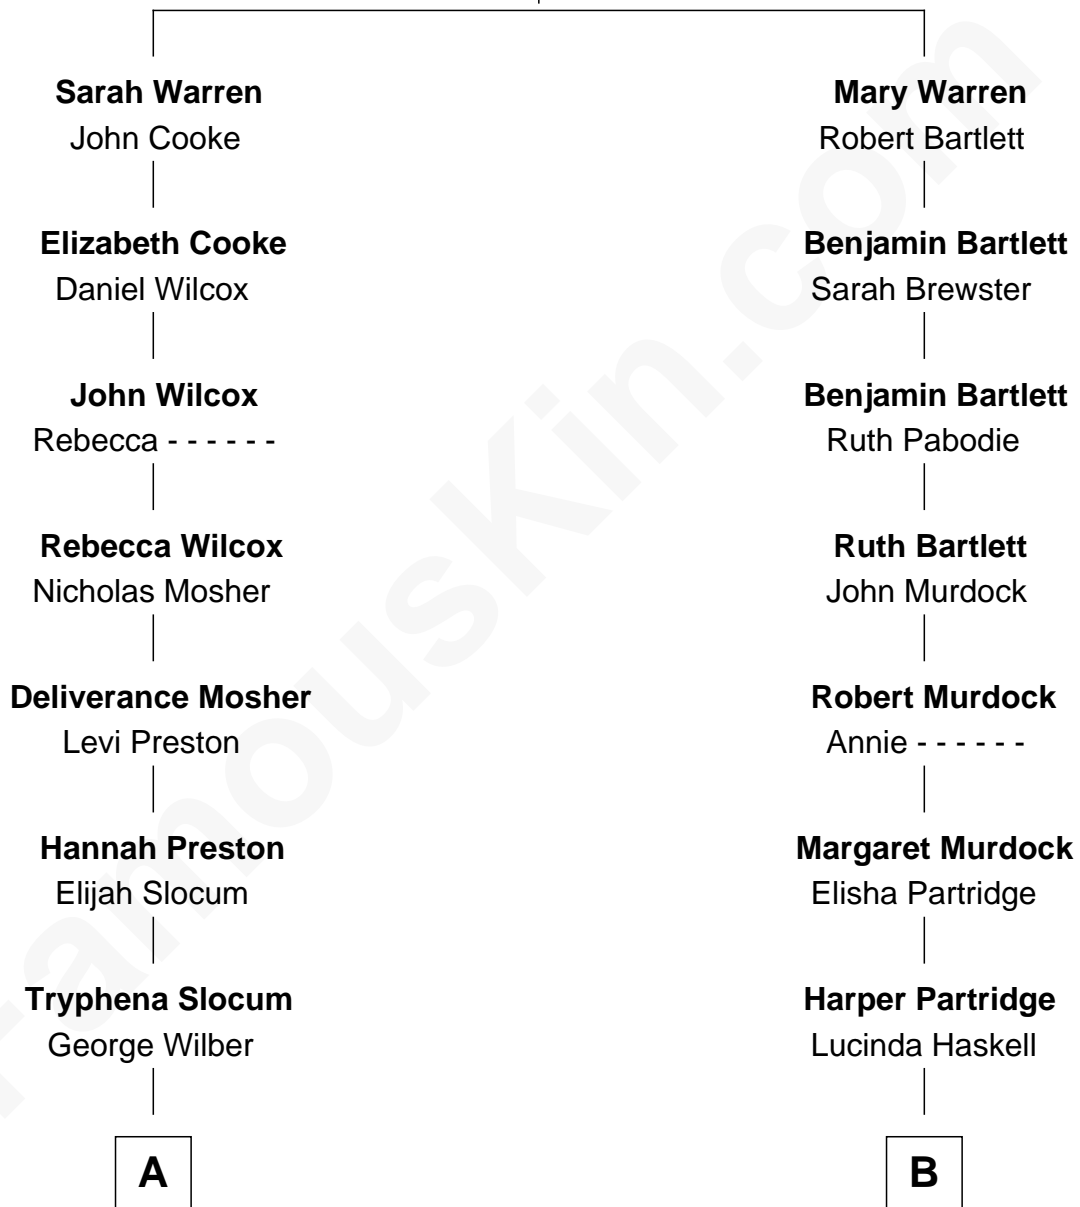 Sarah Warren
John Cooke
Elizabeth Cooke
Daniel Wilcox
John Wilcox
Rebecca - - - - - -
Rebecca Wilcox
Nicholas Mosher
Deliverance Mosher
Levi Preston
Hannah Preston
Elijah Slocum
Tryphena Slocum
George Wilber
A
Mary Warren
Robert Bartlett
Benjamin Bartlett
Sarah Brewster
Benjamin Bartlett
Ruth Pabodie
Ruth Bartlett
John Murdock
Robert Murdock
Annie - - - - - -
Margaret Murdock
Elisha Partridge
Harper Partridge
Lucinda Haskell
B
FamousKin.com